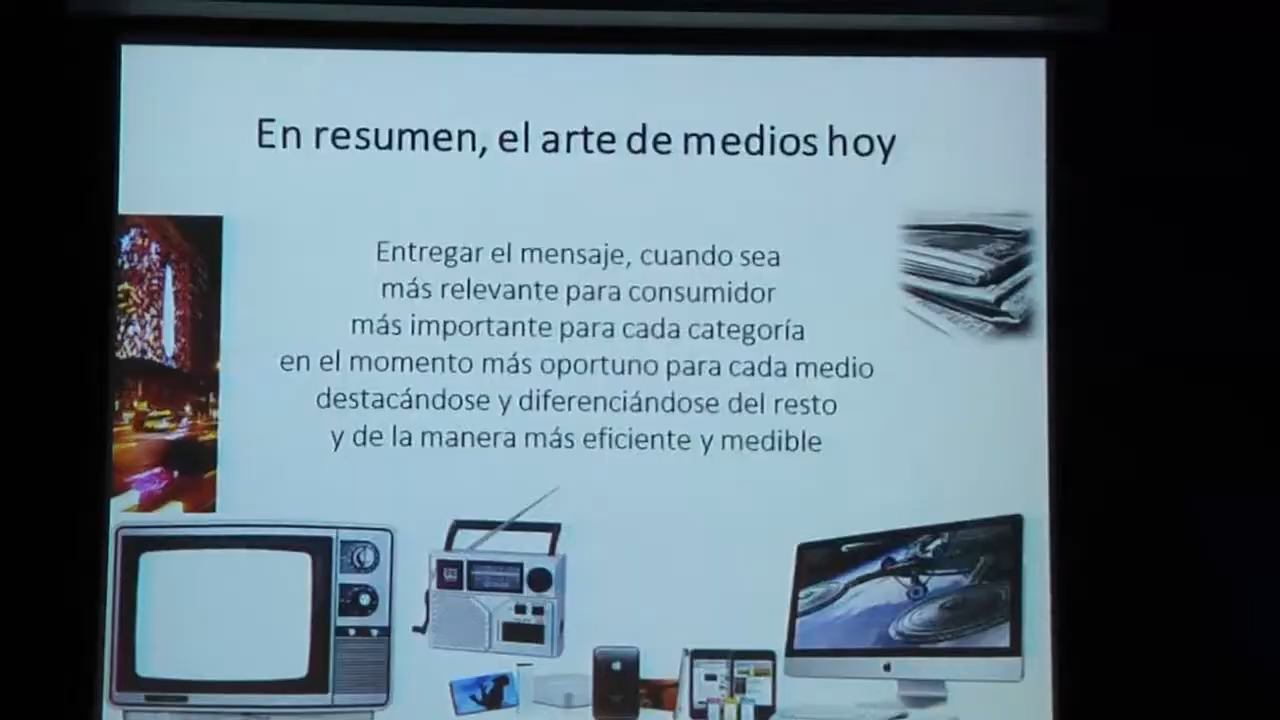 En resumen, el arte de medios hoy
Entregar el mensaje, cuando sea
más relevante para consumidor
más importante para cada categoría
en el momento más oportuno para cada medio
destacándose y diferenciándose del resto
y de la manera más eficiente y medible